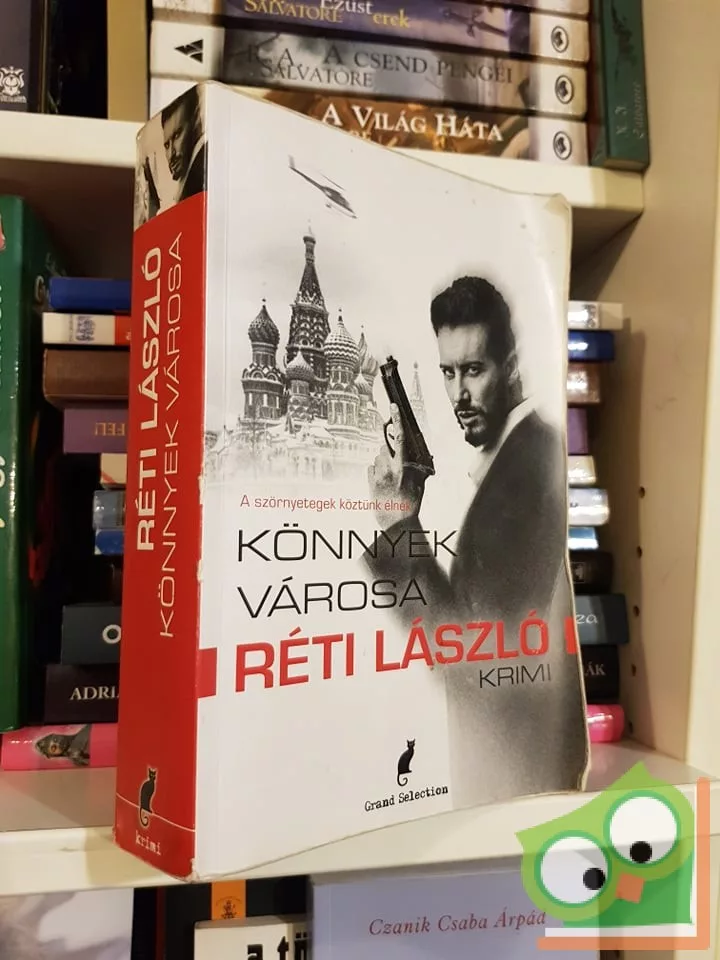 Ezüst
SALVATORE
erek
R. A.
SALVATORE
A CSEND PENGÉI
A VILÁG HÁTA
RÉTI LÁSZLÓ
KÖNNYEK VÁROSA
krimi
A szörnyetegek köztünk élnek
KÖNNYEK
VÁROSA
RÉTI LÁSZLÓ
KRIMI
Grand Selection
ADRI
Czanik Csaba Árpád